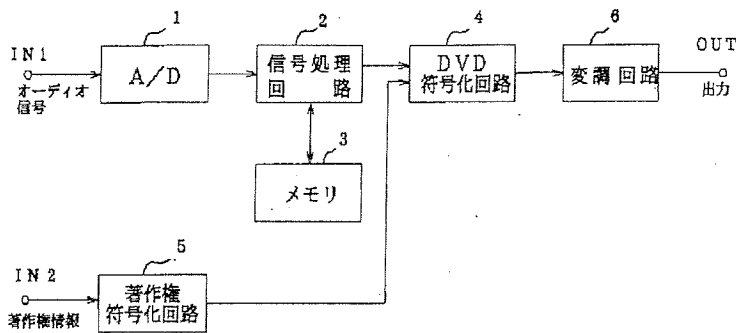 1
2
4
6
IN1
オーディオ
信号
A/D
信号処理
回路
DVD
符号化回路
変調回路
OUT
出力
3
メモリ
5
IN2
著作権情報
著作権
符号化回路